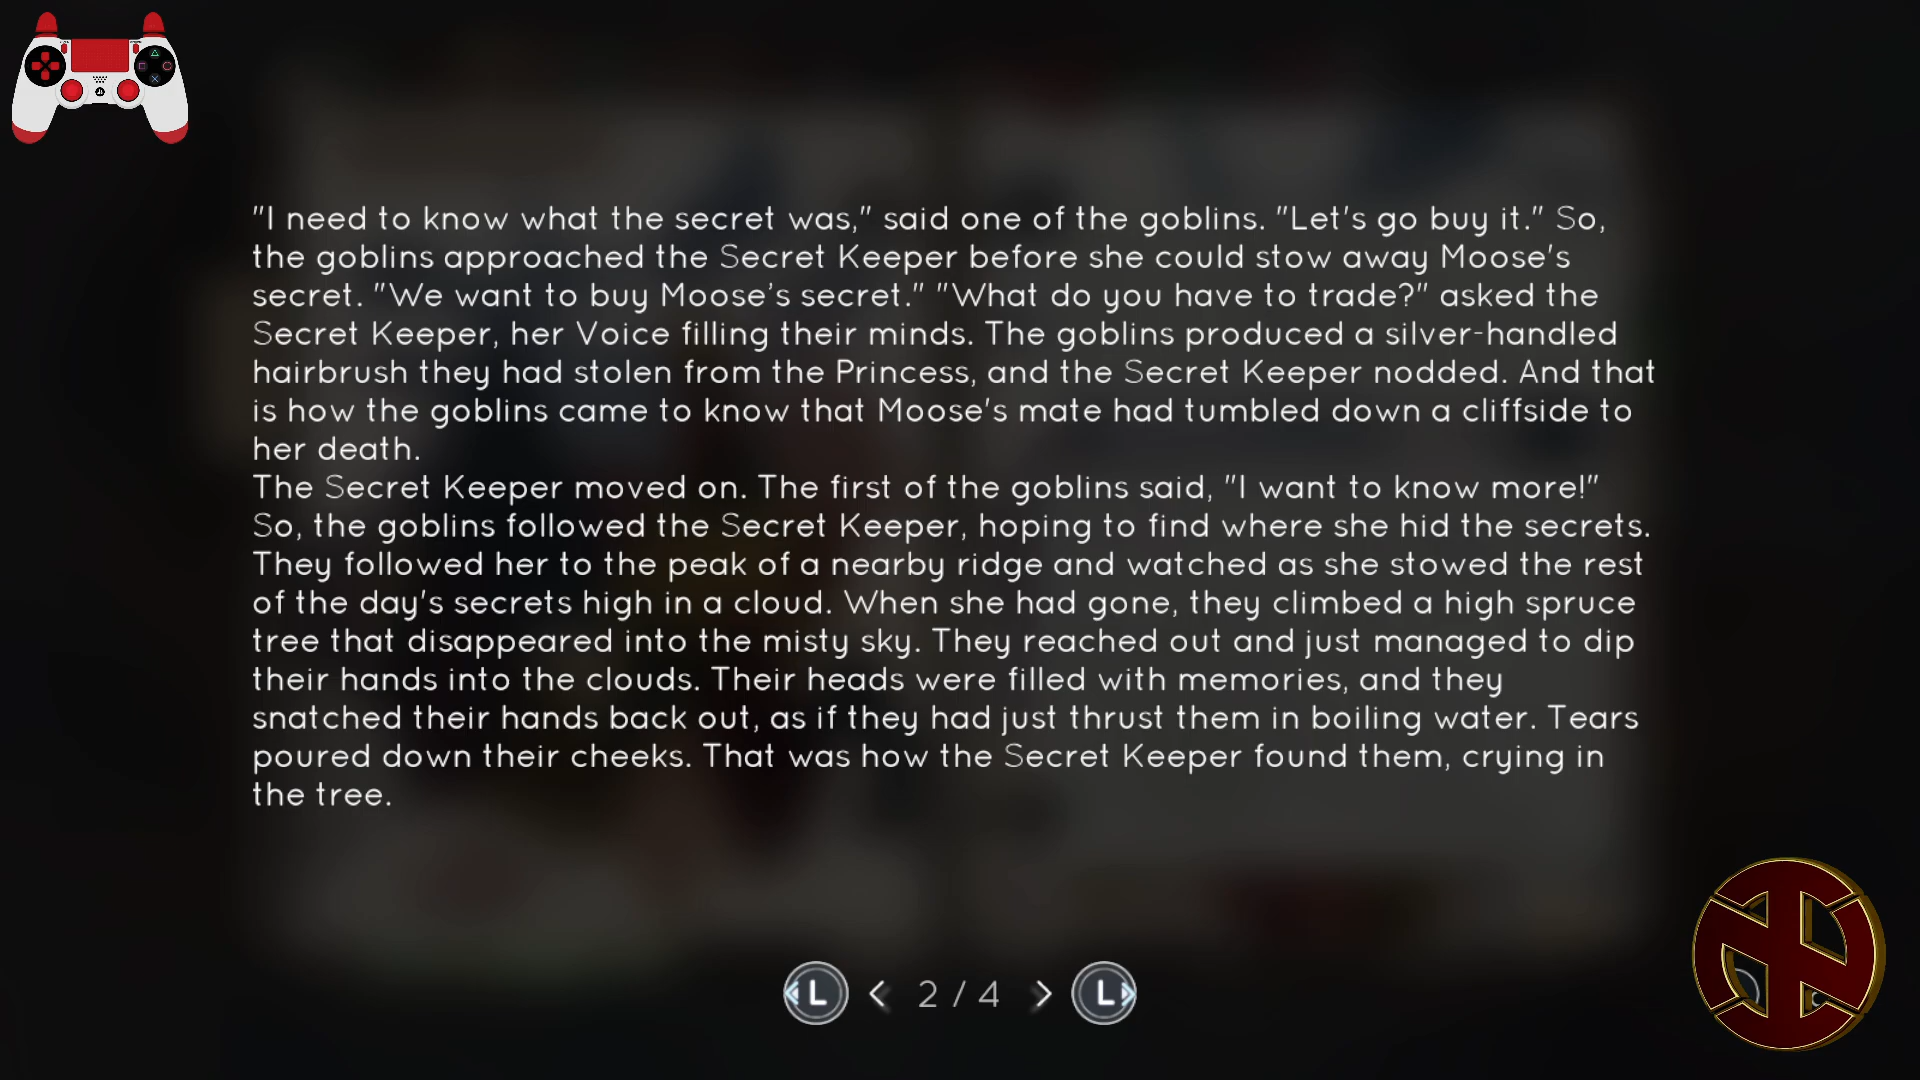 "I need to know what the secret was," said one of the goblins. "Let's go buy it." So,
the goblins approached the Secret Keeper before she could stow away Moose's
secret. "We want to buy Moose’s secret." "What do you have to trade?" asked the
Secret Keeper, her Voice filling their minds. The goblins produced a silver-handled
hairbrush they had stolen from the Princess, and the Secret Keeper nodded. And that
is how the goblins came to know that Moose's mate had tumbled down a cliffside to
her death.
The Secret Keeper moved on. The first of the goblins said, "I want to know more!"
So, the goblins followed the Secret Keeper, hoping to find where she hid the secrets.
They followed her to the peak of a nearby ridge and watched as she stowed the rest
of the day's secrets high in a cloud. When she had gone, they climbed a high spruce
tree that disappeared into the misty sky. They reached out and just managed to dip
their hands into the clouds. Their heads were filled with memories, and they
snatched their hands back out, as if they had just thrust them in boiling water. Tears
poured down their cheeks. That was how the Secret Keeper found them, crying in
the tree.
L < 2 / 4 > L